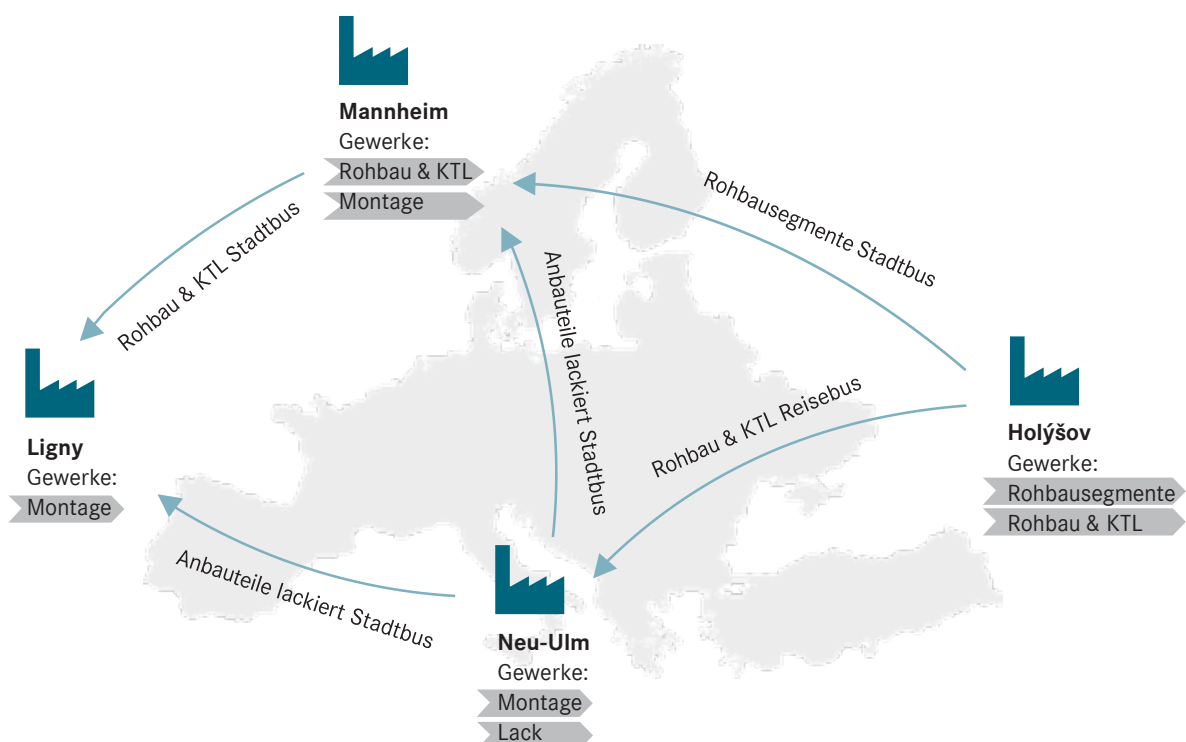 Mannheim
Gewerke:
Rohbau & KTL
Montage
Rohbau & KTL Stadtbus
Rohbausegmente Stadtbus
Anbauteile lackiert Stadtbus
Rohbau & KTL Reisebus
Ligny
Gewerke:
Montage
Holýšov
Gewerke:
Rohbausegmente
Rohbau & KTL
Anbauteile lackiert Stadtbus
Neu-Ulm
Gewerke:
Montage
Lack